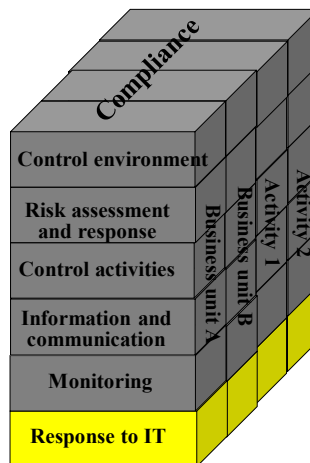 Compliance
Control environment
Risk assessment
and response
Control activities
Information and
communication
Monitoring
Response to IT
Business unit A
Business unit B
Activity 1
Activity 2